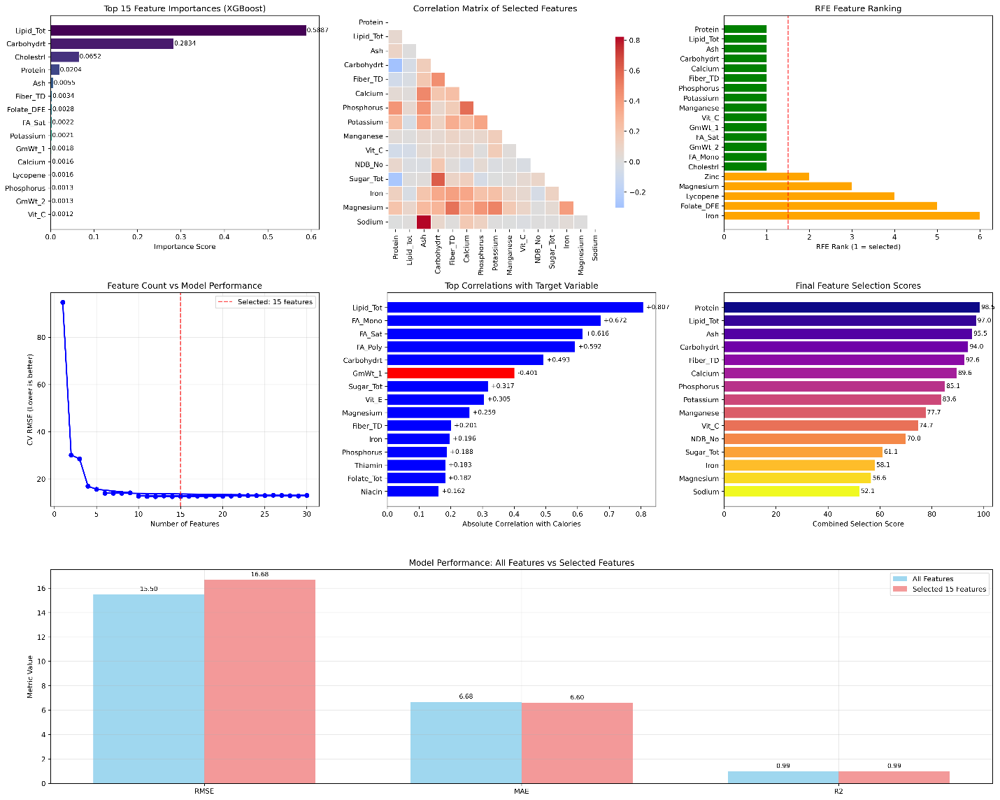 Top 15 Feature Importances (XGBoost)
Lipid_Tot 0.5887
Carbohydrt 0.2834
Cholestrl 0.0652
Protein 0.0204
Ash 0.0055
Fiber_TD 0.0034
Folate_DFE 0.0028
FA_Sat 0.0022
Potassium 0.0021
GmWt_1 0.0018
Calcium 0.0016
Lycopene 0.0016
Phosphorus 0.0013
GmWt_2 0.0013
Vit_C 0.0012
0.0 0.1 0.2 0.3 0.4 0.5 0.6
Importance Score
Correlation Matrix of Selected Features
Protein
Lipid_Tot
Ash
Carbohydrt
Fiber_TD
Calcium
Phosphorus
Potassium
Manganese
Vit_C
NDB_No
Sugar_Tot
Iron
Magnesium
Sodium
Protein
Lipid_Tot
Ash
Carbohydrt
Fiber_TD
Calcium
Phosphorus
Potassium
Manganese
Vit_C
NDB_No
Sugar_Tot
Iron
Magnesium
Sodium
0.8
0.6
0.4
0.2
0.0
−0.2
RFE Feature Ranking
Protein
Lipid_Tot
Ash
Carbohydrt
Calcium
Fiber_TD
Phosphorus
Potassium
Manganese
Vit_C
GmWt_1
FA_Sat
GmWt_2
FA_Mono
Cholestrl
Zinc
Magnesium
Lycopene
Folate_DFE
Iron
0 1 2 3 4 5 6
RFE Rank (1 = selected)
Feature Count vs Model Performance
Selected: 15 features
CV RMSE (Lower is better)
80
60
40
20
0 5 10 15 20 25 30
Number of Features
Top Correlations with Target Variable
Lipid_Tot +0.807
FA_Mono +0.672
FA_Sat +0.616
FA_Poly +0.592
Carbohydrt +0.493
GmWt_1 -0.401
Sugar_Tot +0.317
Vit_E +0.305
Magnesium +0.259
Fiber_TD +0.201
Iron +0.196
Phosphorus +0.188
Thiamin +0.183
Folate_Tot +0.182
Niacin +0.162
0.0 0.1 0.2 0.3 0.4 0.5 0.6 0.7 0.8
Absolute Correlation with Calories
Final Feature Selection Scores
Protein 98.5
Lipid_Tot 97.0
Ash 95.5
Carbohydrt 94.0
Fiber_TD 92.6
Calcium 89.6
Phosphorus 85.1
Potassium 83.6
Manganese 77.7
Vit_C 74.7
NDB_No 70.0
Sugar_Tot 61.1
Iron 58.1
Magnesium 56.6
Sodium 52.1
0 20 40 60 80 100
Combined Selection Score
Model Performance: All Features vs Selected Features
All Features
Selected 15 Features
Metric Value
16
14
12
10
8
6
4
2
0
15.50 16.68
6.68 6.60
0.99 0.99
RMSE MAE R2